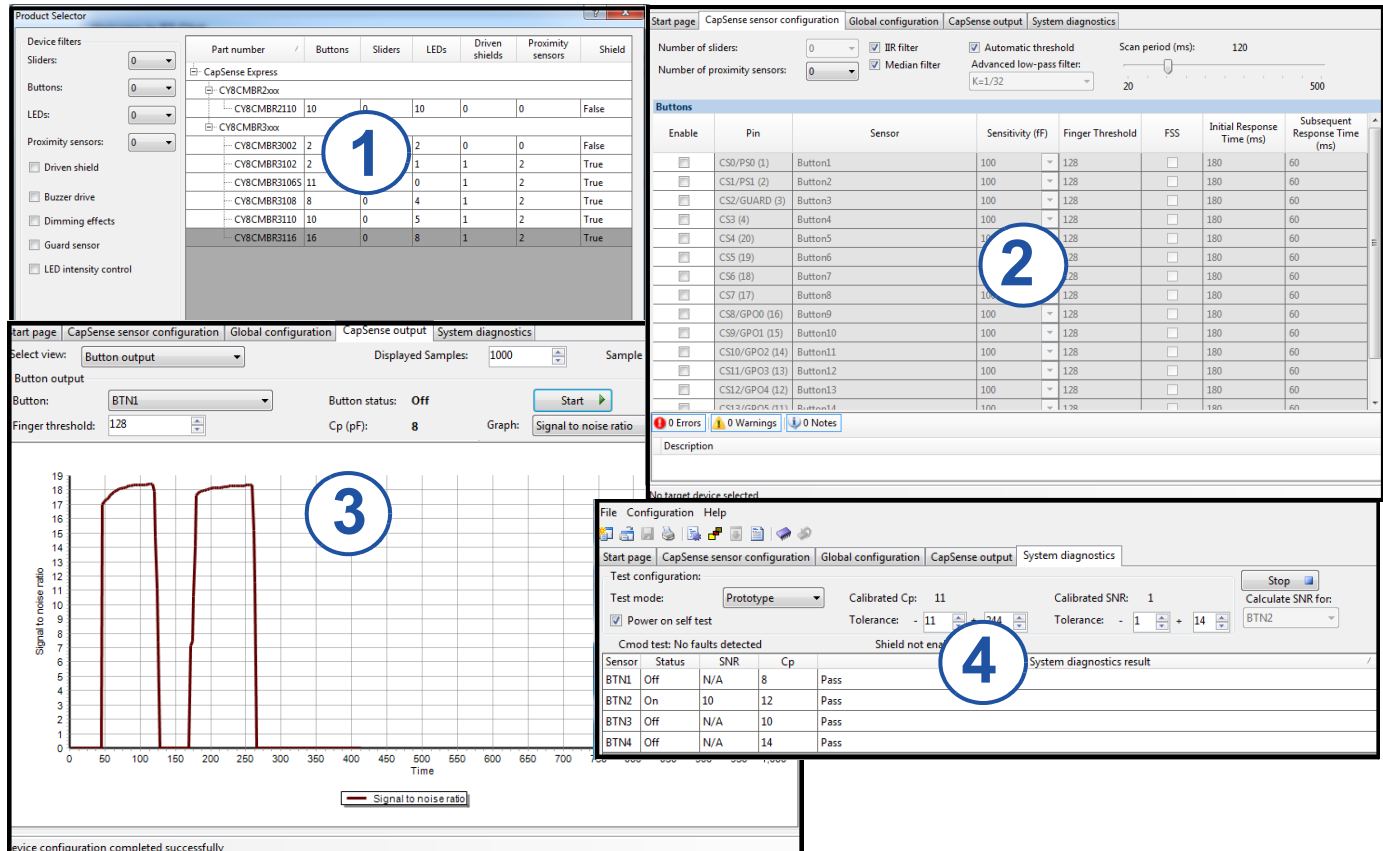 Product Selector
Device filters
Sliders: 0
Buttons: 0
LEDs: 0
Proximity sensors: 0
Driven shield
Buzzer drive
Dimming effects
Guard sensor
LED intensity control
Part number Buttons Sliders LEDs Driven shields Proximity sensors Shield
CapSense Express
CY8CMBR2xxx
CY8CMBR2110 10 0 10 0 0 False
CY8CMBR3xxx
CY8CMBR3002 2 2 0 0 False
CY8CMBR3102 2 1 1 2 True
CY8CMBR3106S 11 0 1 2 True
CY8CMBR3108 8 0 4 1 2 True
CY8CMBR3110 10 0 5 1 2 True
CY8CMBR3116 16 0 8 1 2 True
1
Start page CapSense sensor configuration Global configuration CapSense output System diagnostics
Number of sliders: 0 IIR filter Automatic threshold Scan period (ms): 120
Number of proximity sensors: 0 Median filter Advanced low-pass filter:
K=1/32 20 500
Buttons
Enable Pin Sensor Sensitivity (fF) Finger Threshold FSS Initial Response Time (ms) Subsequent Response Time (ms)
CS0/PS0 (1) Button1 100 128 180 60
CS1/PS1 (2) Button2 100 128 180 60
CS2/GUARD (3) Button3 100 128 180 60
CS3 (4) Button4 100 128 180 60
CS4 (20) Button5 128 180 60
CS5 (19) Button6 180 60
CS6 (18) Button7 128 180 60
CS7 (17) Button8 128 180 60
CS8/GPO0 (16) Button9 100 128 180 60
CS9/GPO1 (15) Button10 100 128 180 60
CS10/GPO2 (14) Button11 100 128 180 60
CS11/GPO3 (13) Button12 100 128 180 60
CS12/GPO4 (12) Button13 100 128 180 60
CS13/GPO5 (11) Button14 100 128 180 60
2
0 Errors 0 Warnings 0 Notes
Description
No target device selected
tart page CapSense sensor configuration Global configuration CapSense output System diagnostics
Select view: Button output Displayed Samples: 1000 Sample
Button output
Button: BTN1 Button status: Off Start
Finger threshold: 128 Cp (pF): 8 Graph: Signal to noise ratio
3
Signal to noise ratio
19
18
17
16
15
14
13
12
11
10
9
8
7
6
5
4
3
2
1
0
0 50 100 150 200 250 300 350 400 450 500 550 600 650 700
Time
Signal to noise ratio
evice configuration completed successfully
File Configuration Help
Start page CapSense sensor configuration Global configuration CapSense output System diagnostics
Test configuration: Stop
Test mode: Prototype Calibrated Cp: 11 Calibrated SNR: 1 Calculate SNR for:
Power on self test Tolerance: - 11 + 244 Tolerance: - 1 + 14 BTN2
Cmod test: No faults detected Shield not
Sensor Status SNR Cp System diagnostics result
BTN1 Off N/A 8 Pass
BTN2 On 10 12 Pass
BTN3 Off N/A 10 Pass
BTN4 Off N/A 14 Pass
4